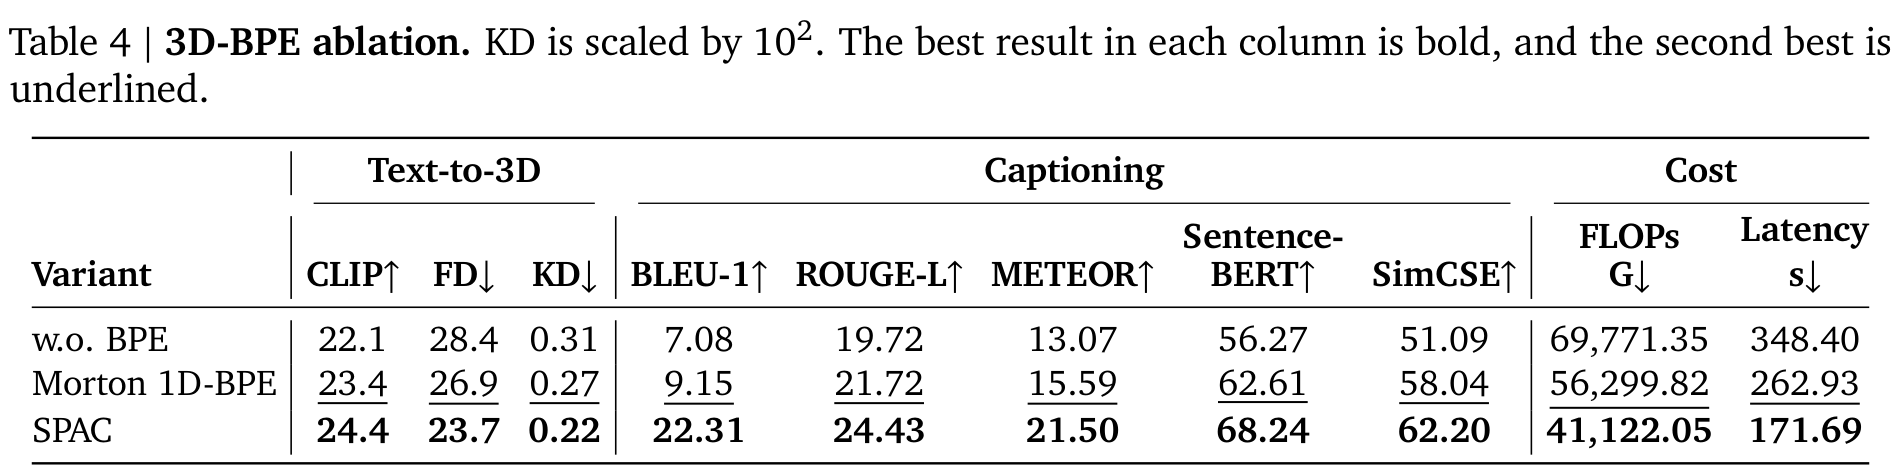 Table 4 | 3D-BPE ablation. KD is scaled by 10². The best result in each column is bold, and the second best is
underlined.
Text-to-3D Captioning Cost
Sentence- FLOPs Latency
Variant CLIP↑ FD↓ KD↓ BLEU-1↑ ROUGE-L↑ METEOR↑ BERT↑ SimCSE↑ G↓ s↓
w.o. BPE 22.1 28.4 0.31 7.08 19.72 13.07 56.27 51.09 69,771.35 348.40
Morton 1D-BPE 23.4 26.9 0.27 9.15 21.72 15.59 62.61 58.04 56,299.82 262.93
SPAC 24.4 23.7 0.22 22.31 24.43 21.50 68.24 62.20 41,122.05 171.69